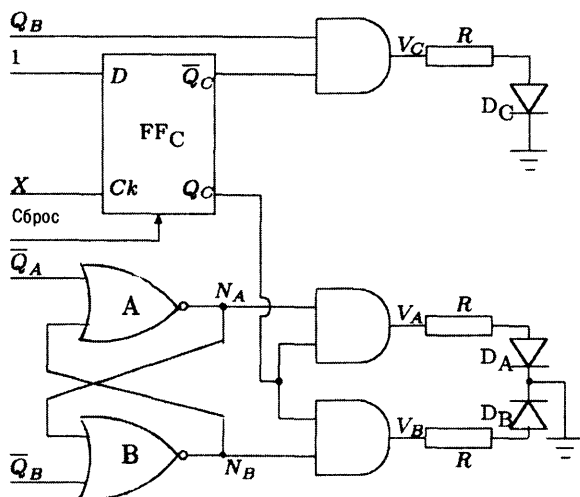 Q_B
1
D
Q̅_C
V_C
R
D_C
FF_C
X
Ck
Q_C
Сброс
Q̅_A
A
N_A
V_A
R
D_A
D_B
B
V_B
Q̅_B
N_B
R